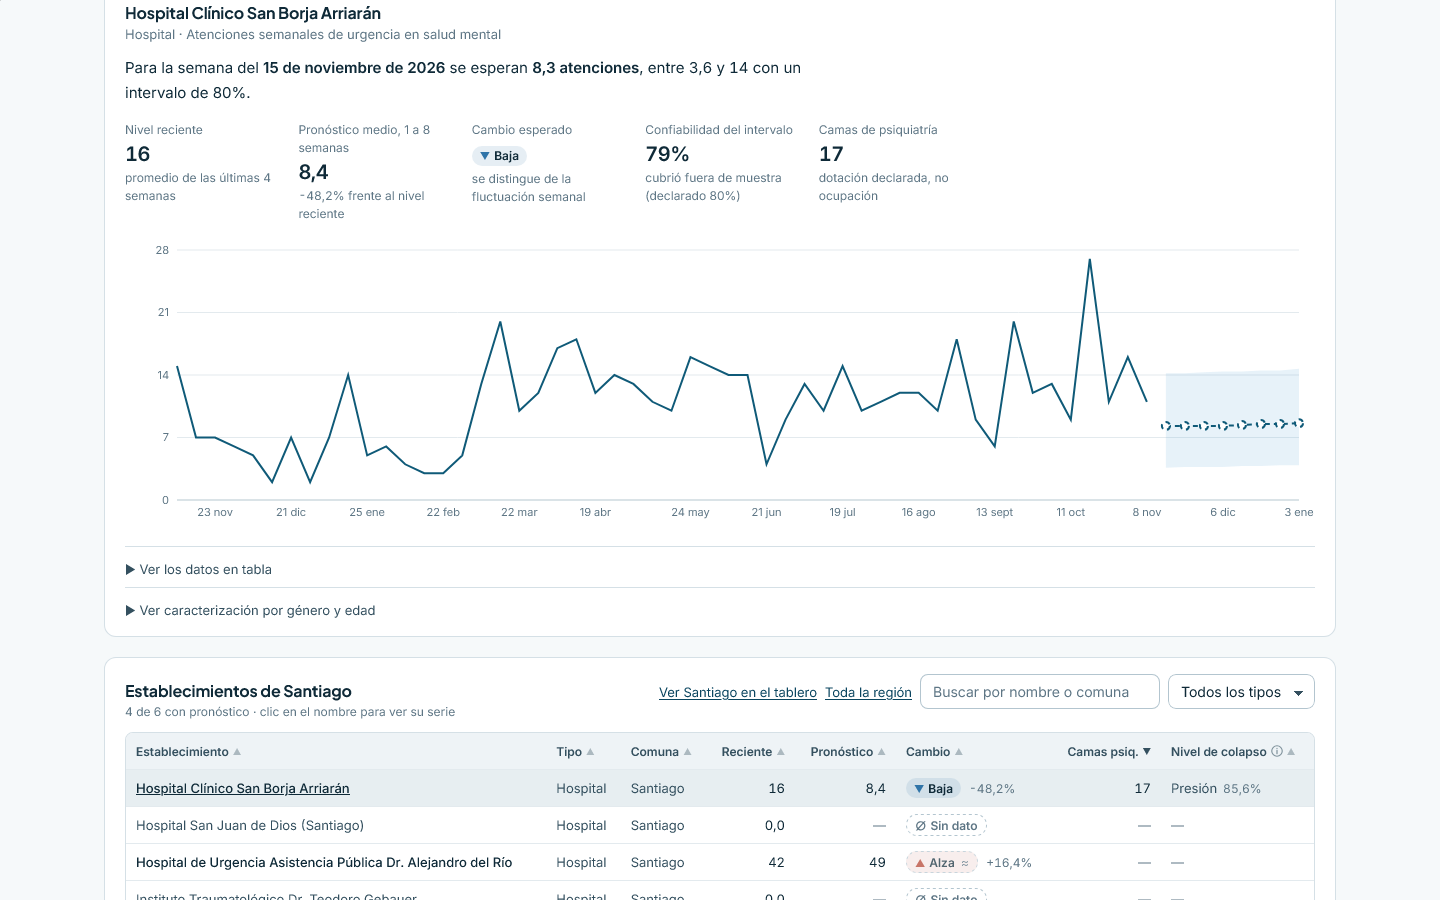 Hospital Clínico San Borja Arriarán
Hospital · Atenciones semanales de urgencia en salud mental
Para la semana del 15 de noviembre de 2026 se esperan 8,3 atenciones, entre 3,6 y 14 con un
intervalo de 80%.
Nivel reciente
16
promedio de las últimas 4
semanas
Pronóstico medio, 1 a 8
semanas
8,4
-48,2% frente al nivel
reciente
Cambio esperado
▼ Baja
se distingue de la
fluctuación semanal
Confiabilidad del intervalo
79%
cubrió fuera de muestra
(declarado 80%)
Camas de psiquiatría
17
dotación declarada, no
ocupación
28
21
14
7
0
23 nov 21 dic 25 ene 22 feb 22 mar 19 abr 24 may 21 jun 19 jul 16 ago 13 sept 11 oct 8 nov 6 dic 3 ene
▶ Ver los datos en tabla
▶ Ver caracterización por género y edad
Establecimientos de Santiago
4 de 6 con pronóstico · clic en el nombre para ver su serie
Ver Santiago en el tablero Toda la región Buscar por nombre o comuna Todos los tipos
Establecimiento ▲ Tipo ▲ Comuna ▲ Reciente ▲ Pronóstico ▲ Cambio ▲ Camas psiq. ▼ Nivel de colapso ⓘ ▲
Hospital Clínico San Borja Arriarán Hospital Santiago 16 8,4 ▼ Baja -48,2% 17 Presión 85,6%
Hospital San Juan de Dios (Santiago) Hospital Santiago 0,0 — Ø Sin dato — —
Hospital de Urgencia Asistencia Pública Dr. Alejandro del Río Hospital Santiago 42 49 ▲ Alza ≈ +16,4% — —
Instituto Traumatológico Dr. Teodoro Gebauer Hospital Santiago 0,0 — Ø Sin dato — —